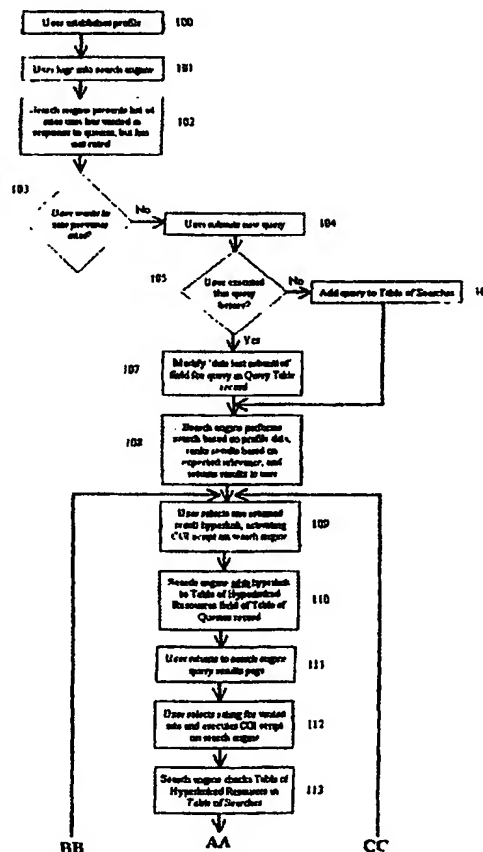 User establishes profile
100
User logs onto search engine
101
Search engine presents list of
sites user has visited in
response to queries, but has
not rated
102
103
User wants to
rate previous
sites?
No
User submits new query
104
105
User executed
this query
before?
No
Add query to Table of Searches
Yes
107
Modify "date last submitted"
field for query in Query Table
record
108
Search engine performs
search based on profile data,
ranks results based on
expected relevance, and
returns results to user
User selects one returned
result hyperlink, activating
CGI script on search engine
109
Search engine adds hyperlink
to Table of Hyperlinked
Resources field of Table of
Queries record
110
User returns to search engine
query results page
111
User selects rating for visited
site and executes CGI script
on search engine
112
Search engine checks Table of
Hyperlinked Resources in
Table of Searches
113
BB
AA
CC